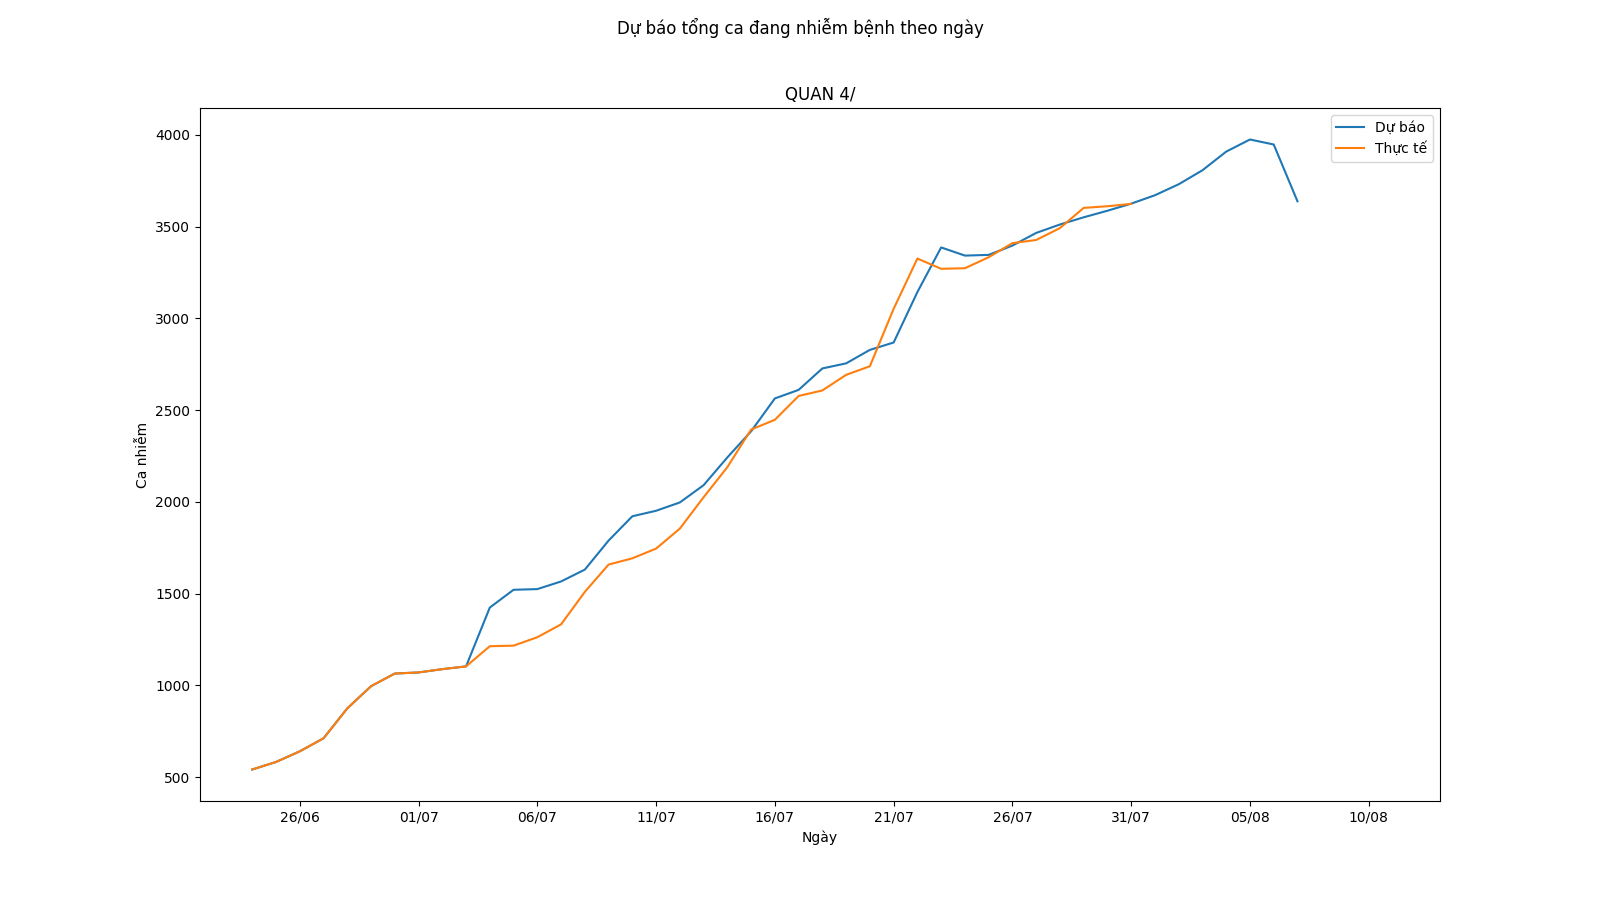 Dự báo tổng ca đang nhiễm bệnh theo ngày
QUAN 4/
Dự báo
Thực tế
4000
3500
3000
2500
2000
1500
1000
500
Ca nhiễm
26/06 01/07 06/07 11/07 16/07 21/07 26/07 31/07 05/08 10/08
Ngày